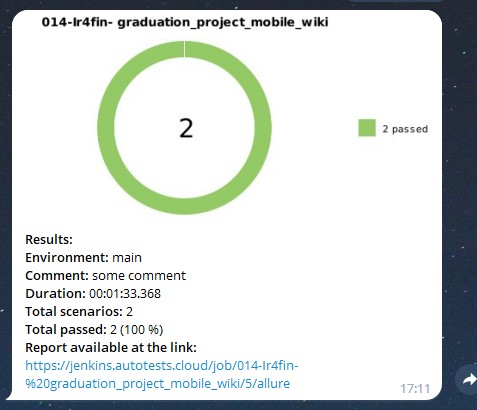 014-lr4fin- graduation_project_mobile_wiki
2
2 passed
Results:
Environment: main
Comment: some comment
Duration: 00:01:33.368
Total scenarios: 2
Total passed: 2 (100 %)
Report available at the link:
https://jenkins.autotests.cloud/job/014-lr4fin-
%20graduation_project_mobile_wiki/5/allure
17:11